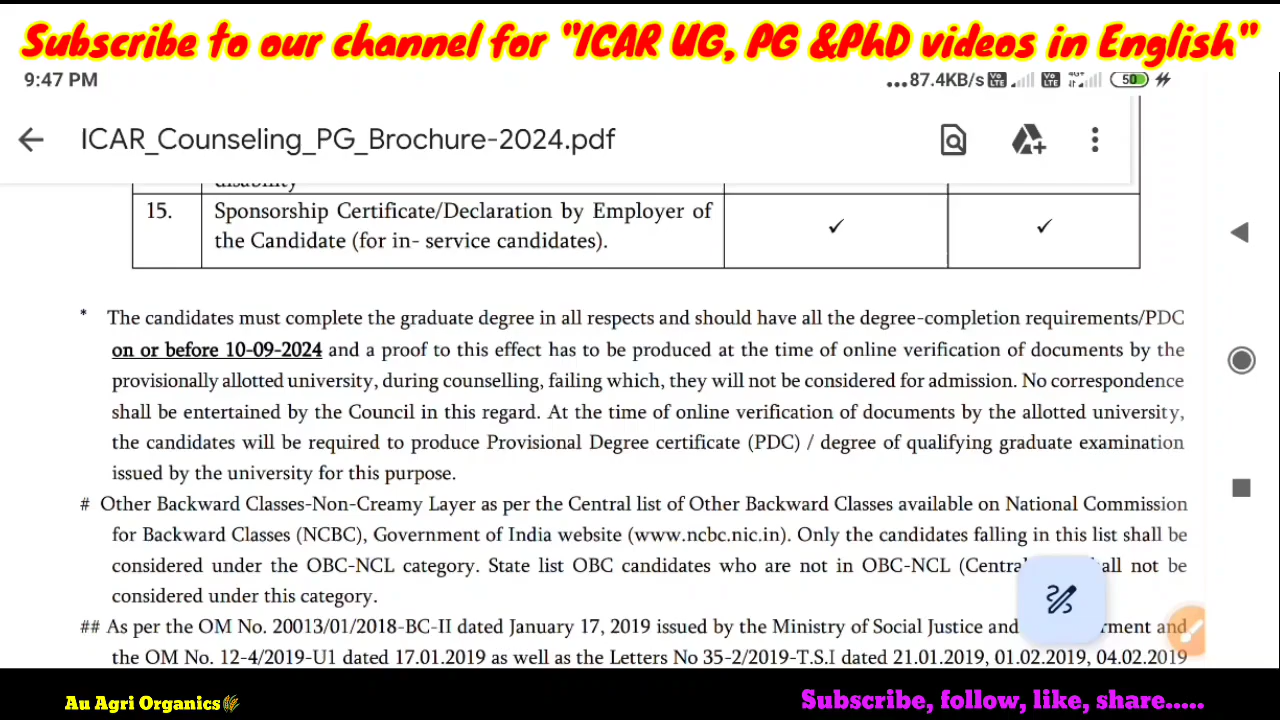 Subscribe to our channel for "ICAR UG, PG &PhD videos in English"
9:47 PM
...87.4KB/s Vo LTE Vo LTE 4G+ 50
ICAR_Counseling_PG_Brochure-2024.pdf
disability
15. Sponsorship Certificate/Declaration by Employer of ✓ ✓
the Candidate (for in- service candidates).
* The candidates must complete the graduate degree in all respects and should have all the degree-completion requirements/PDC
on or before 10-09-2024 and a proof to this effect has to be produced at the time of online verification of documents by the
provisionally allotted university, during counselling, failing which, they will not be considered for admission. No correspondence
shall be entertained by the Council in this regard. At the time of online verification of documents by the allotted university,
the candidates will be required to produce Provisional Degree certificate (PDC) / degree of qualifying graduate examination
issued by the university for this purpose.
# Other Backward Classes-Non-Creamy Layer as per the Central list of Other Backward Classes available on National Commission
for Backward Classes (NCBC), Government of India website (www.ncbc.nic.in). Only the candidates falling in this list shall be
considered under the OBC-NCL category. State list OBC candidates who are not in OBC-NCL (Centra all not be
considered under this category.
## As per the OM No. 20013/01/2018-BC-II dated January 17, 2019 issued by the Ministry of Social Justice and rment and
the OM No. 12-4/2019-U1 dated 17.01.2019 as well as the Letters No 35-2/2019-T.S.I dated 21.01.2019, 01.02.2019, 04.02.2019
Au Agri Organics
Subscribe, follow, like, share.....